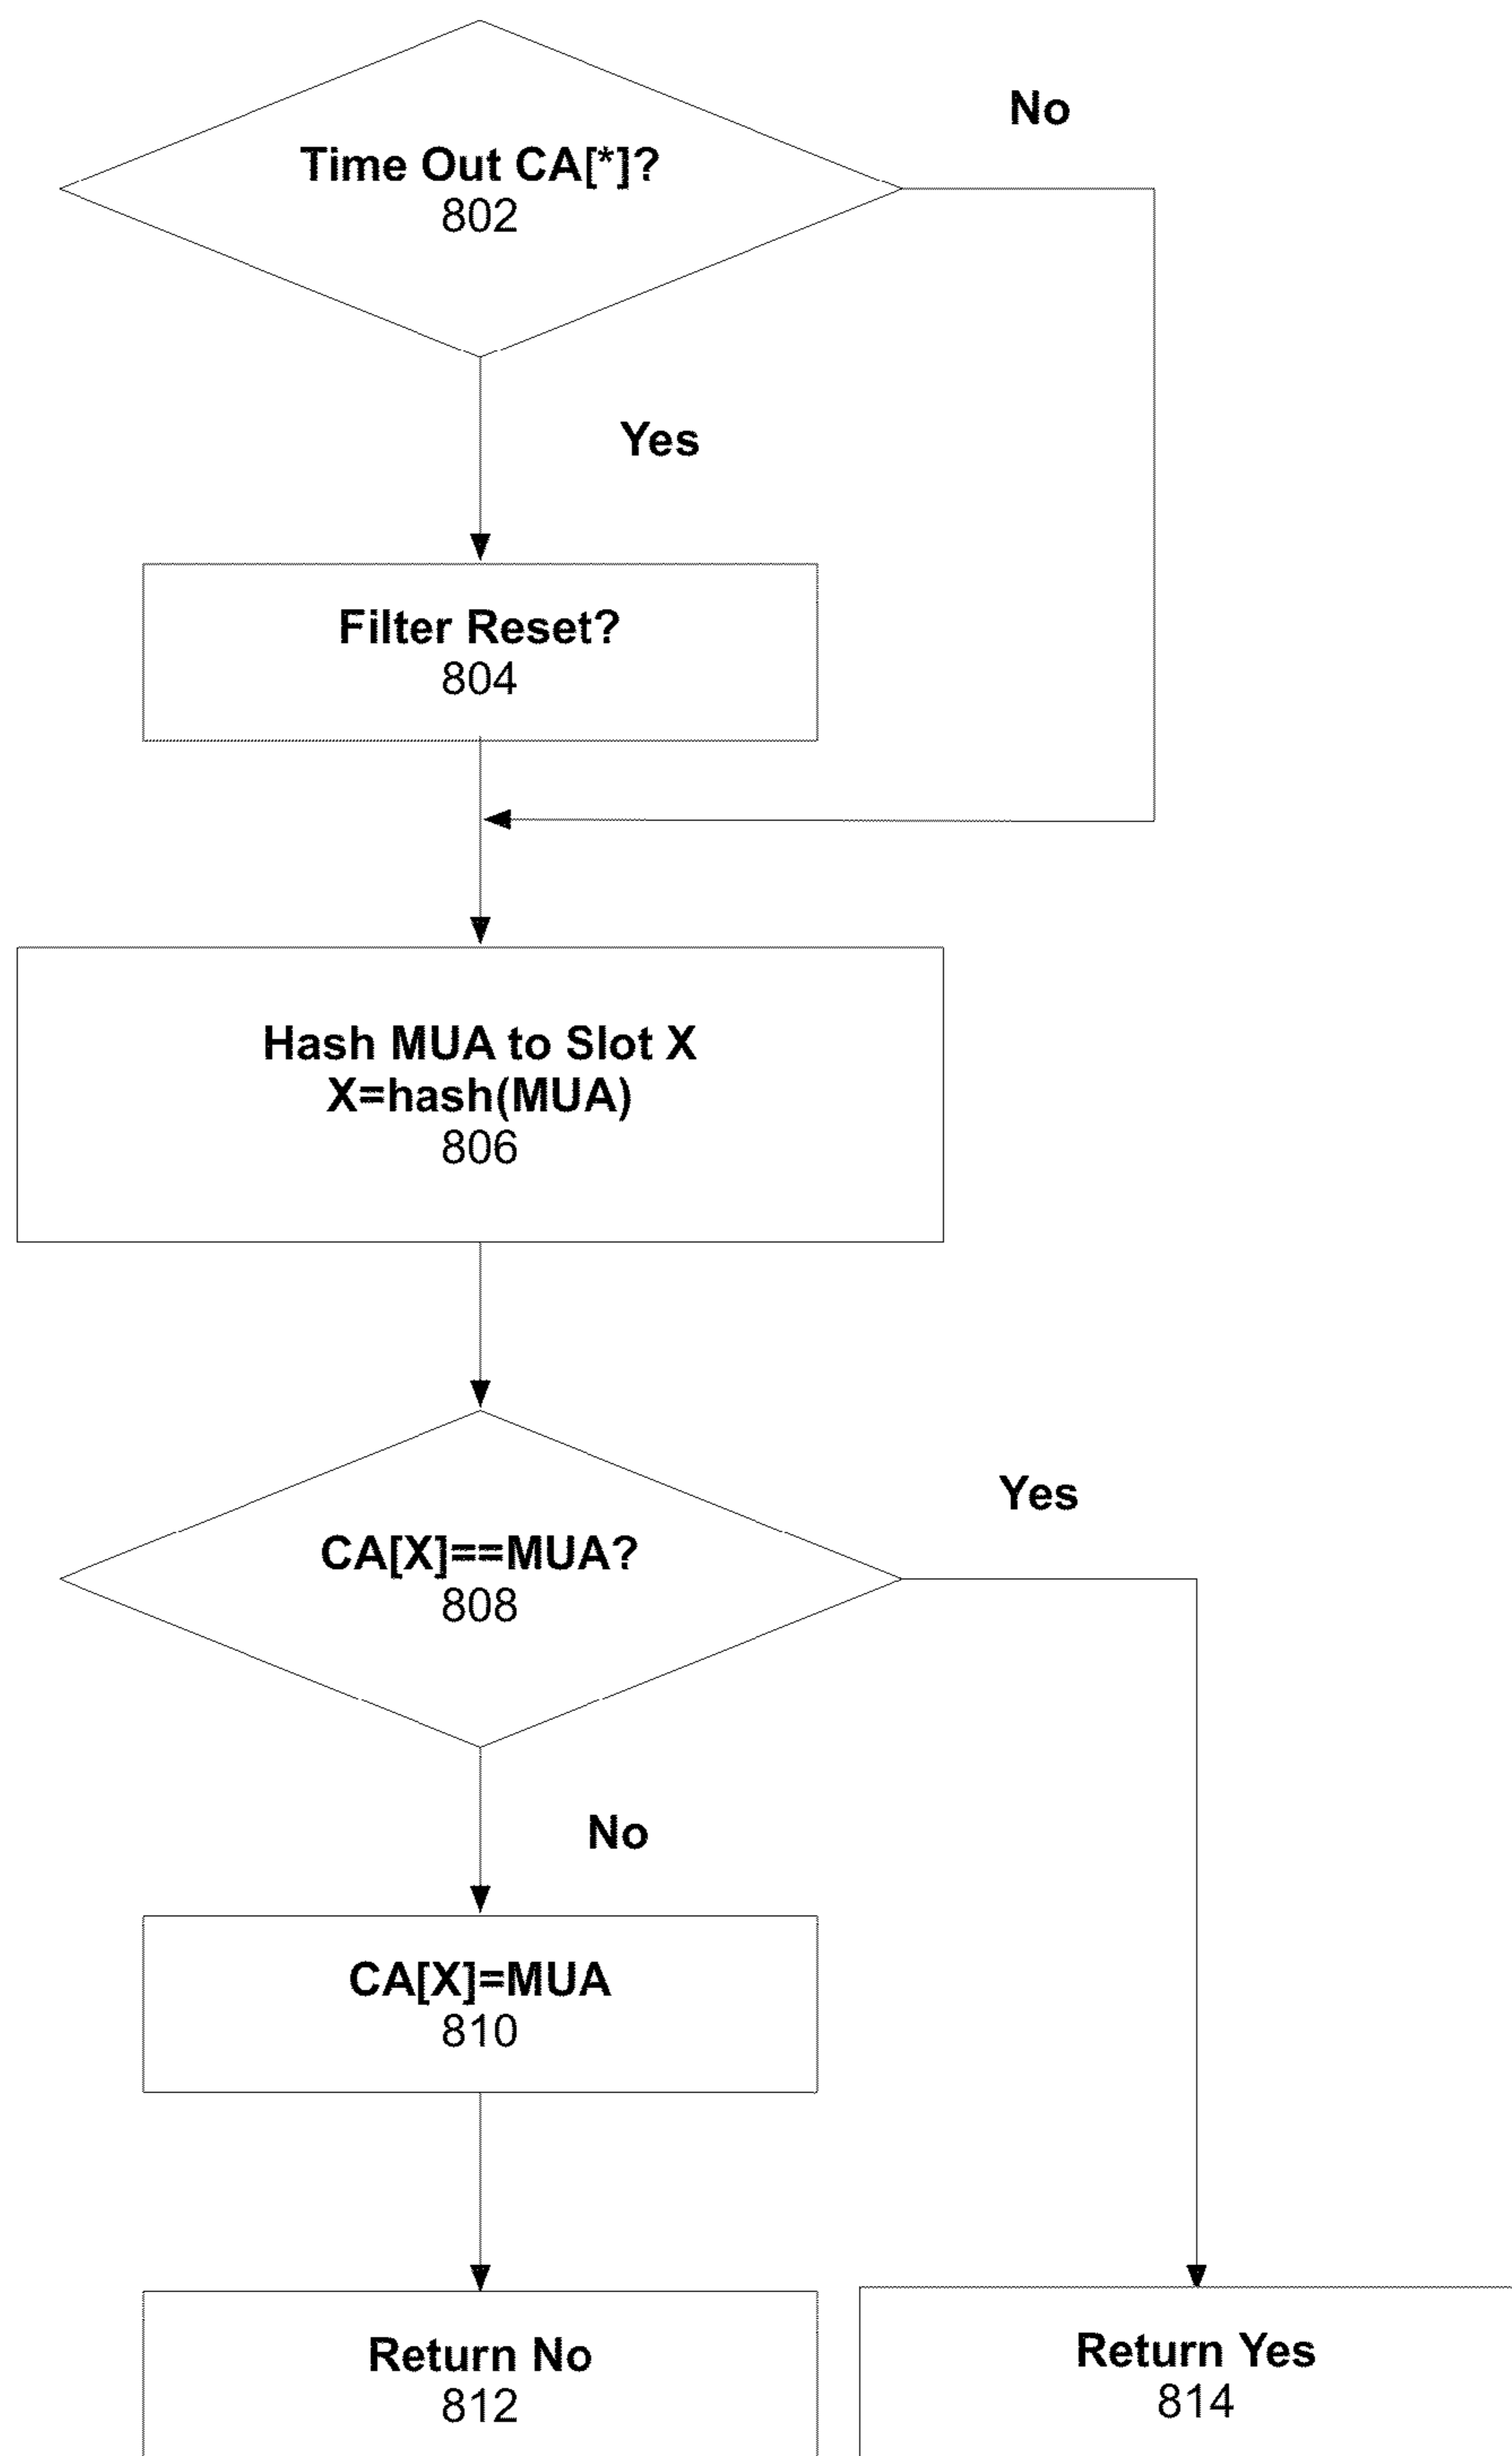 No
Time Out CA[*]?
802
Yes
Filter Reset?
804
Hash MUA to Slot X
X=hash(MUA)
806
Yes
CA[X]==MUA?
808
No
CA[X]=MUA
810
Return No
812
Return Yes
814